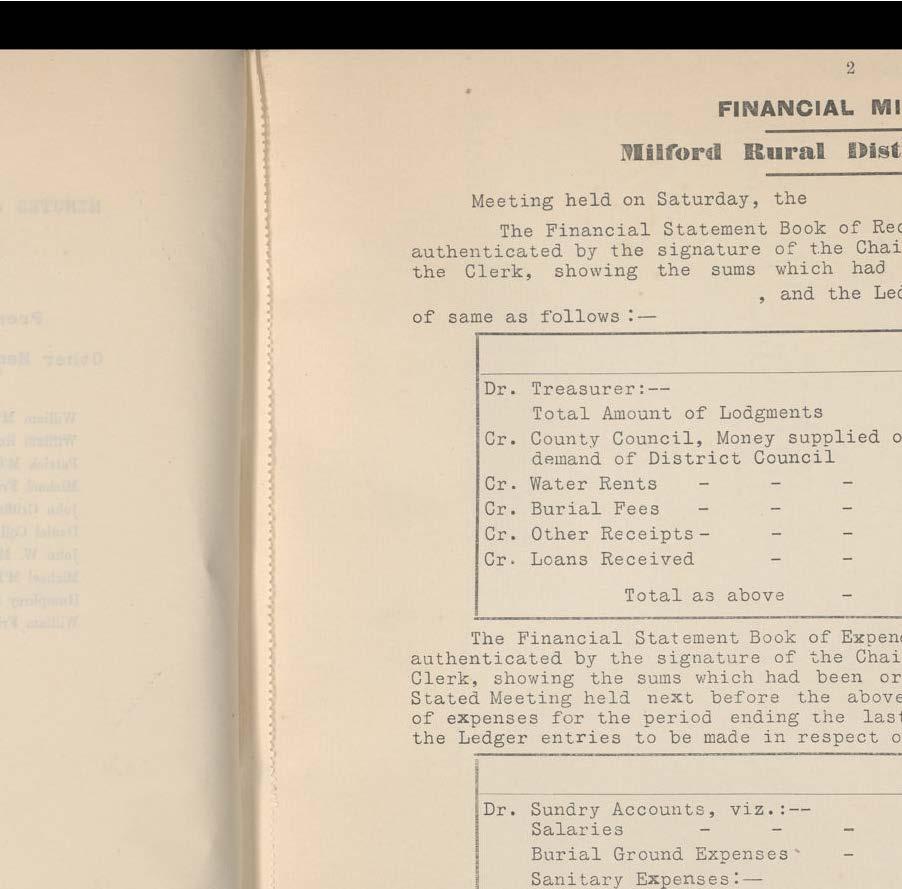 2
FINANCIAL MI
Milford Rural Dist
Meeting held on Saturday, the
The Financial Statement Book of Rec
authenticated by the signature of the Chai
the Clerk, showing the sums which had
, and the Led
of same as follows :—
Dr. Treasurer:--
Total Amount of Lodgments
Cr. County Council, Money supplied o
demand of District Council
Cr. Water Rents - - -
Cr. Burial Fees - - -
Cr. Other Receipts - - -
Cr. Loans Received - -
Total as above -
The Financial Statement Book of Expend
authenticated by the signature of the Chai
Clerk, showing the sums which had been or
Stated Meeting held next before the above
of expenses for the period ending the last
the Ledger entries to be made in respect o
Dr. Sundry Accounts, viz.:--
Salaries - - -
Burial Ground Expenses -
Sanitary Expenses:—